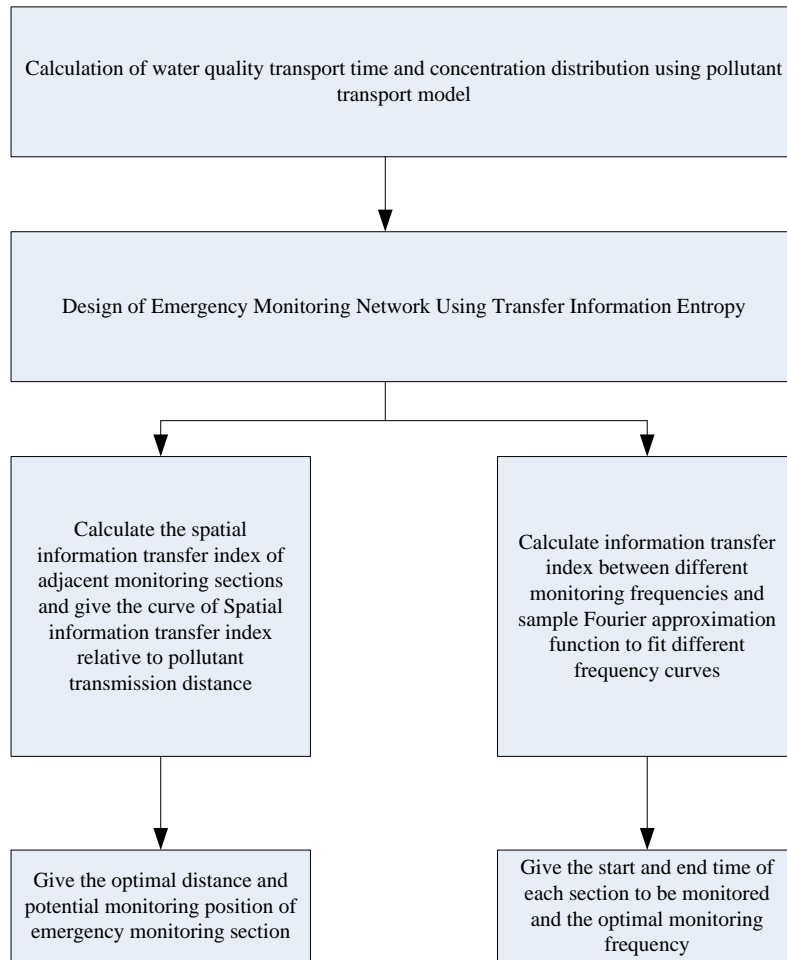 Calculation of water quality transport time and concentration distribution using pollutant
transport model
Design of Emergency Monitoring Network Using Transfer Information Entropy
Calculate the spatial
information transfer index of
adjacent monitoring sections
and give the curve of Spatial
information transfer index
relative to pollutant
transmission distance
Calculate information transfer
index between different
monitoring frequencies and
sample Fourier approximation
function to fit different
frequency curves
Give the optimal distance and
potential monitoring position of
emergency monitoring section
Give the start and end time of
each section to be monitored
and the optimal monitoring
frequency